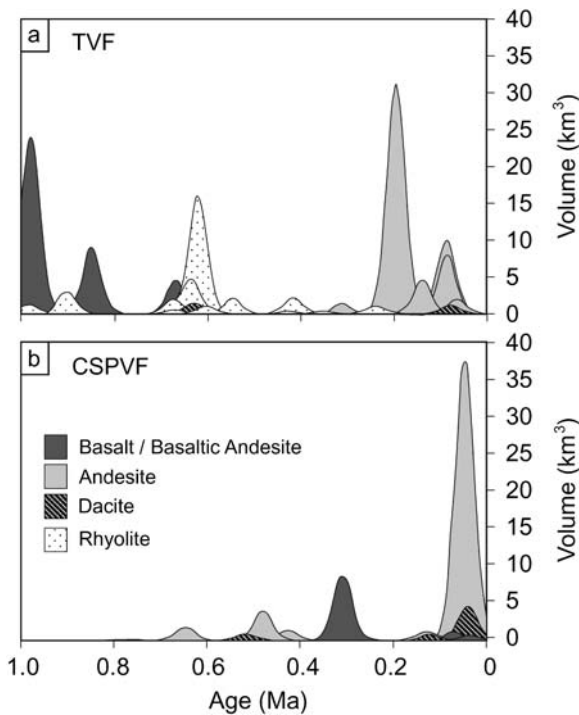 a TVF
40
35
30
25
20
15
10
5
0
Volume (km³)
b CSPVF
Basalt / Basaltic Andesite
Andesite
Dacite
Rhyolite
40
35
30
25
20
15
10
5
0
Volume (km³)
1.0 0.8 0.6 0.4 0.2 0
Age (Ma)